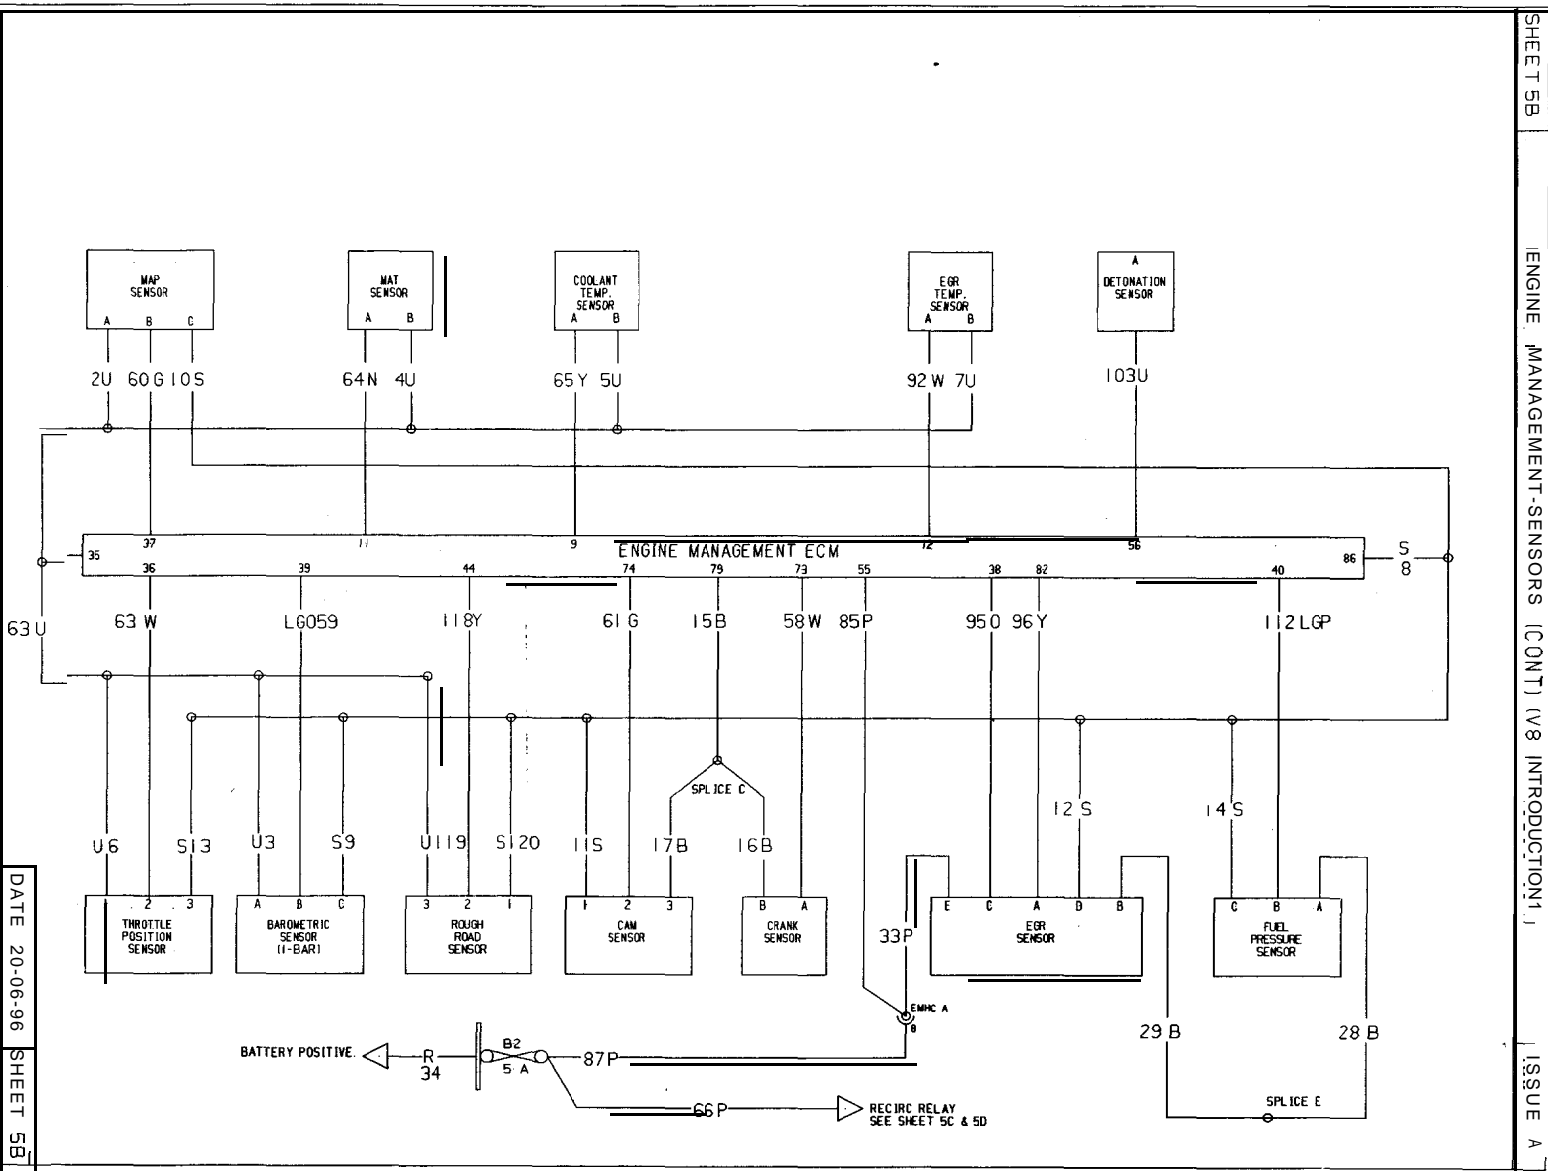 SHEET 5B
ENGINE MANAGEMENT-SENSORS (CONT) (V8 INTRODUCTION1)
ISSUE A
MAP
SENSOR
A B C
MAT
SENSOR
A B
COOLANT
TEMP.
SENSOR
A B
EGR
TEMP.
SENSOR
A B
A
DETONATION
SENSOR
2U 60G 10S
64N 4U
65Y 5U
92W 7U
103U
35 37 11 9 12 56 86
ENGINE MANAGEMENT ECM
36 39 44 74 79 73 55 38 82 40
S
8
63U
63W
LG059
118Y
61G
15B
58W
85P
95O
96Y
112LGP
SPLICE C
U6
S13
U3
S9
U119
S120
11S
17B
16B
12S
14S
1 2 3
THROTTLE
POSITION
SENSOR
A B C
BAROMETRIC
SENSOR
(1-BAR)
3 2 1
ROUGH
ROAD
SENSOR
1 2 3
CAM
SENSOR
B A
CRANK
SENSOR
33P
E C A D B
EGR
SENSOR
C B A
FUEL
PRESSURE
SENSOR
EMHC A
B
29B
28B
SPLICE E
BATTERY POSITIVE.
R
34
B2
5 A
87P
66P
RECIRC RELAY
SEE SHEET 5C & 5D
DATE 20-06-96
SHEET 5B